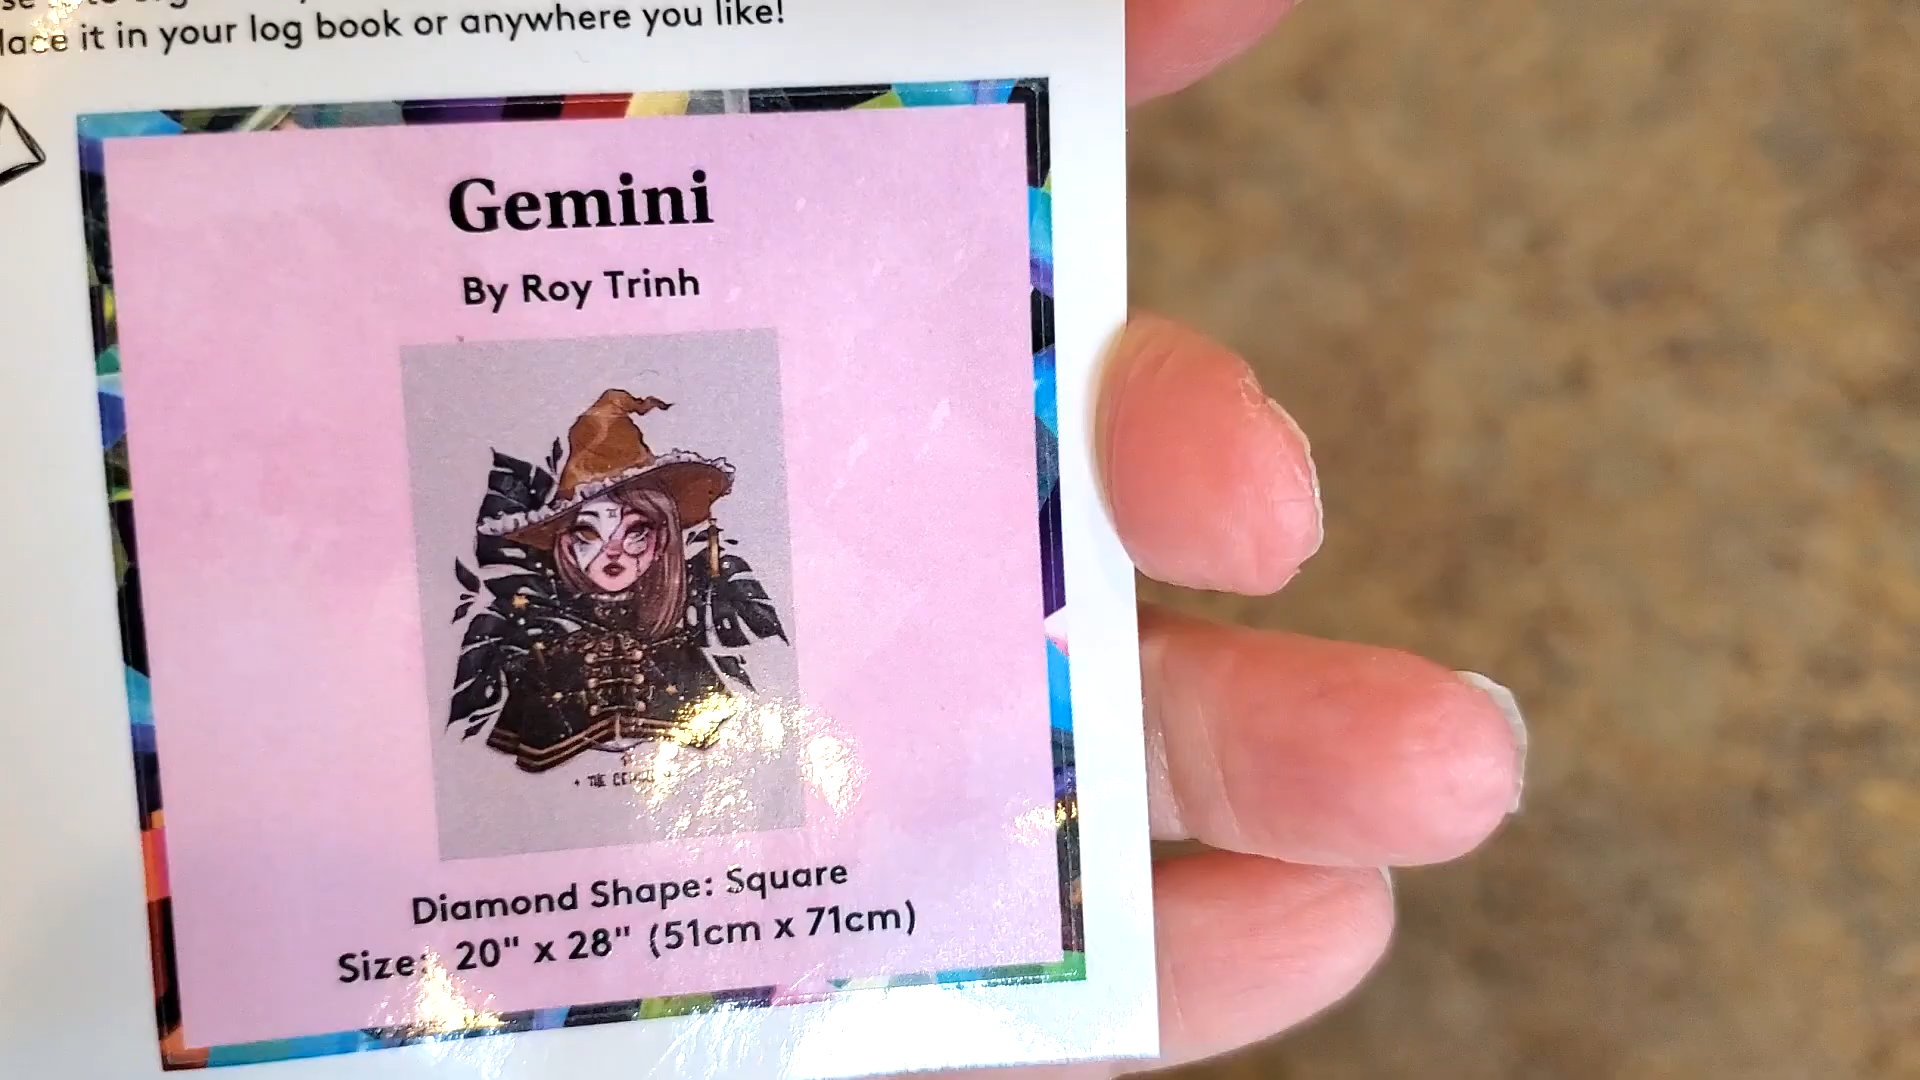 lace it in your log book or anywhere you like!
Gemini
By Roy Trinh
THE
Diamond Shape: Square
Size: 20" x 28" (51cm x 71cm)